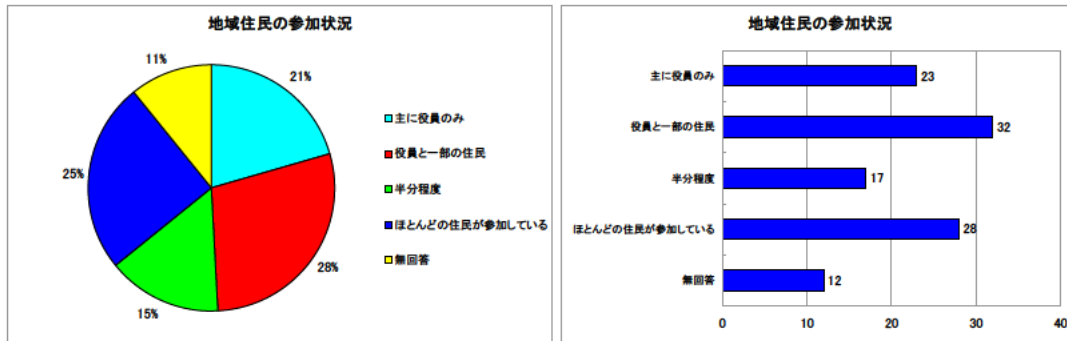 地域住民の参加状況
11%
21%
25%
28%
15%
主に役員のみ
役員と一部の住民
半分程度
ほとんどの住民が参加している
無回答
地域住民の参加状況
主に役員のみ
23
役員と一部の住民
32
半分程度
17
ほとんどの住民が参加している
28
無回答
12
0 10 20 30 40